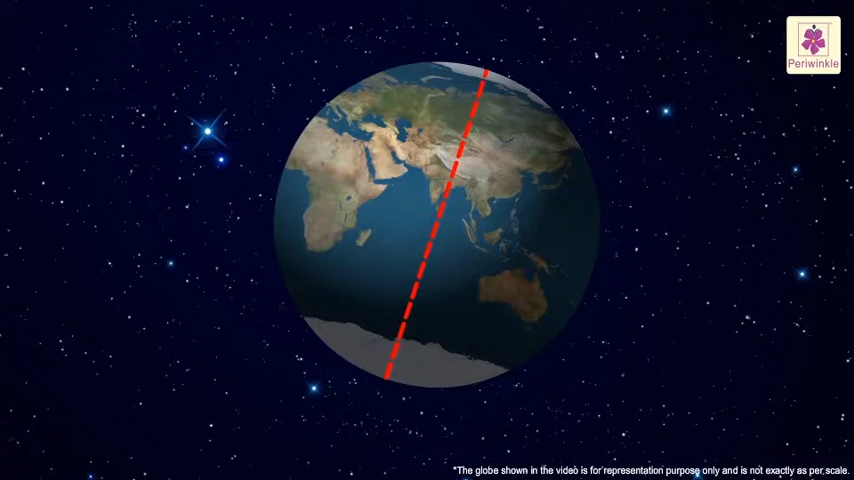 Periwinkle
*The globe shown in the video is for representation purpose only and is not exactly as per scale.